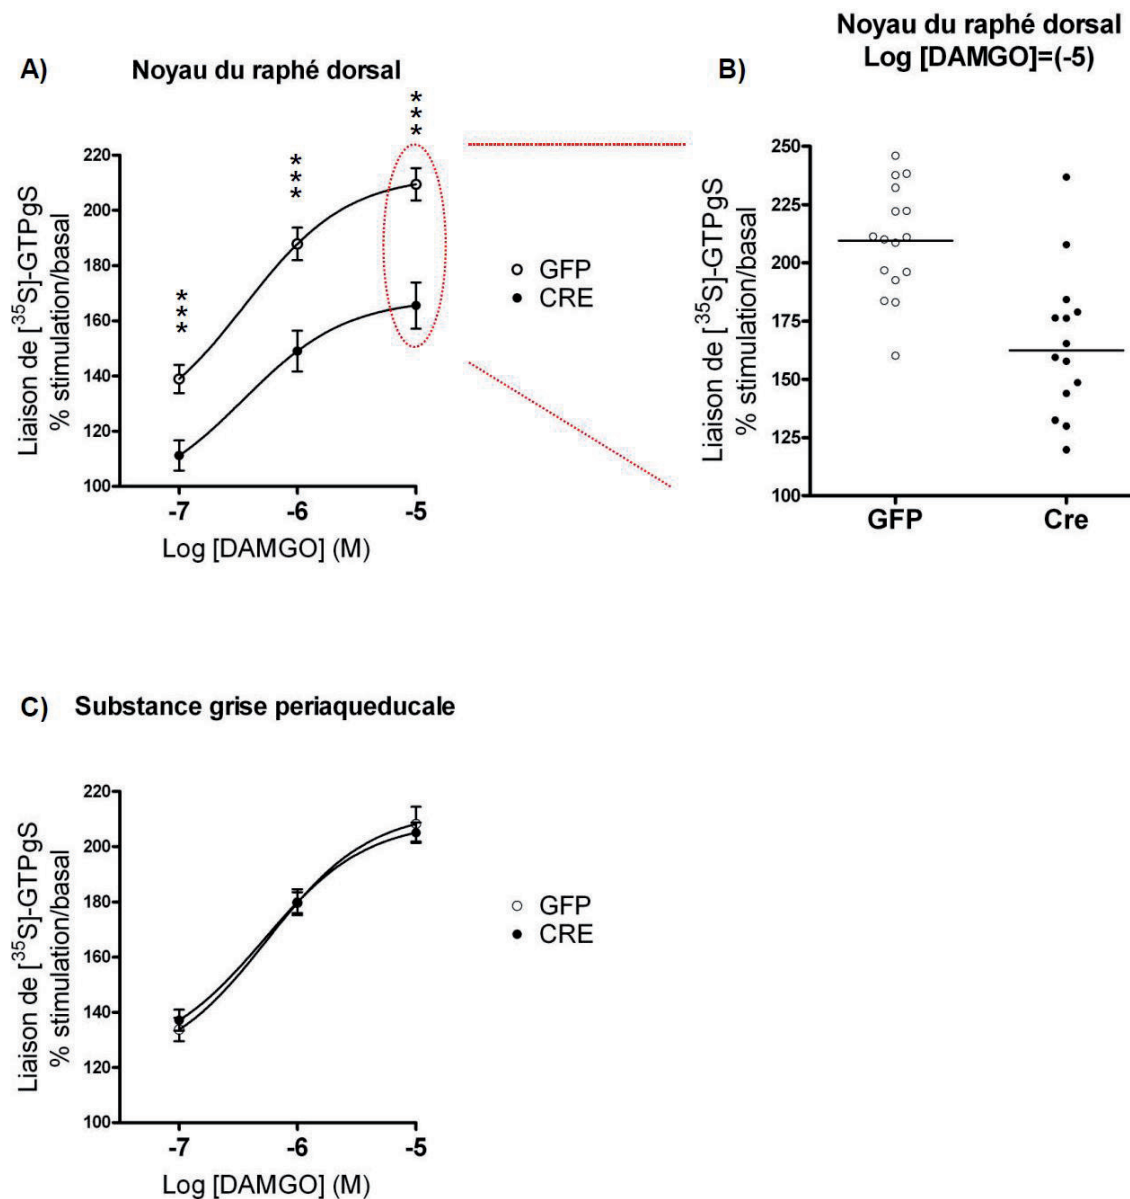 A) Noyau du raphé dorsal
***
***
***
220
200
180
160
140
120
100
Liaison de [³⁵S]-GTPgS
% stimulation/basal
-7 -6 -5
Log [DAMGO] (M)
GFP
CRE
B) Noyau du raphé dorsal
Log [DAMGO]=(-5)
250
225
200
175
150
125
100
Liaison de [³⁵S]-GTPgS
% stimulation/basal
GFP Cre
C) Substance grise periaqueducale
220
200
180
160
140
120
100
Liaison de [³⁵S]-GTPgS
% stimulation/basal
-7 -6 -5
Log [DAMGO] (M)
GFP
CRE